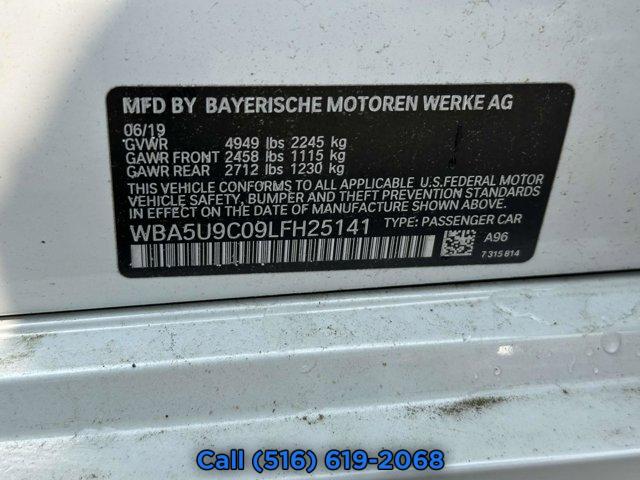 MFD BY BAYERISCHE MOTOREN WERKE AG
06/19
GVWR 4949 lbs 2245 kg
GAWR FRONT 2458 lbs 1115 kg
GAWR REAR 2712 lbs 1230 kg
THIS VEHICLE CONFORMS TO ALL APPLICABLE U.S.FEDERAL MOTOR
VEHICLE SAFETY, BUMPER AND THEFT PREVENTION STANDARDS
IN EFFECT ON THE DATE OF MANUFACTURE SHOWN ABOVE.
WBA5U9C09LFH25141 TYPE: PASSENGER CAR
A96
7 315 814
Call (516) 619-2068